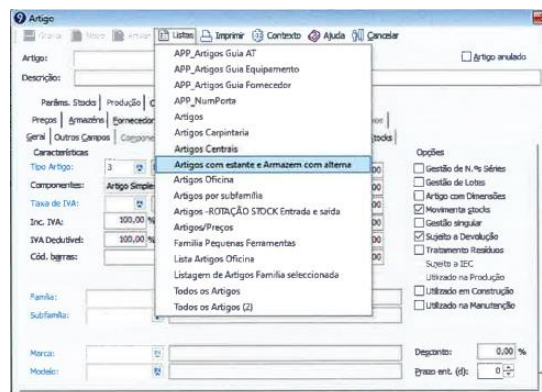 Artigo
Gravar Novo Anular Listas Imprimir Contexto Ajuda Cancelar
Artigo: Artigo anulado
Descrição:
Parâms. Stocks Produção
Preços Armazéns Fornecedor
Geral Outros Campos Compone stocks
Características Opções
Tipo Artigo: 3
Componentes: Artigo Simple
Taxa de IVA:
Inc. IVA: 100,00 %
IVA Dedutível: 100,00 %
Cód. barras:
Família:
Subfamília:
Marca:
Modelo:
APP_Artigos Guia AT
APP_Artigos Guia Equipamento
APP_Artigos Guia Fornecedor
APP_NumPorta
Artigos
Artigos Carpintaria
Artigos Centrais
Artigos com estante e Armazem com alterna
Artigos Oficina
Artigos por subfamília
Artigos -ROTAÇÃO STOCK Entrada e saída
Artigos/Preços
Familia Pequenas Ferramentas
Lista Artigos Oficina
Listagem de Artigos Familia seleccionada
Todos os Artigos
Todos os Artigos (2)
Gestão de N.ºs Séries
Gestão de Lotes
Artigo com Dimensões
Movimenta stocks
Gestão singular
Sujeito a Devolução
Tratamento Resíduos
Sujeito a IEC
Utilizado na Produção
Utilizado em Construção
Utilizado na Manutenção
Desconto: 0,00 %
Prazo ent. (d): 0